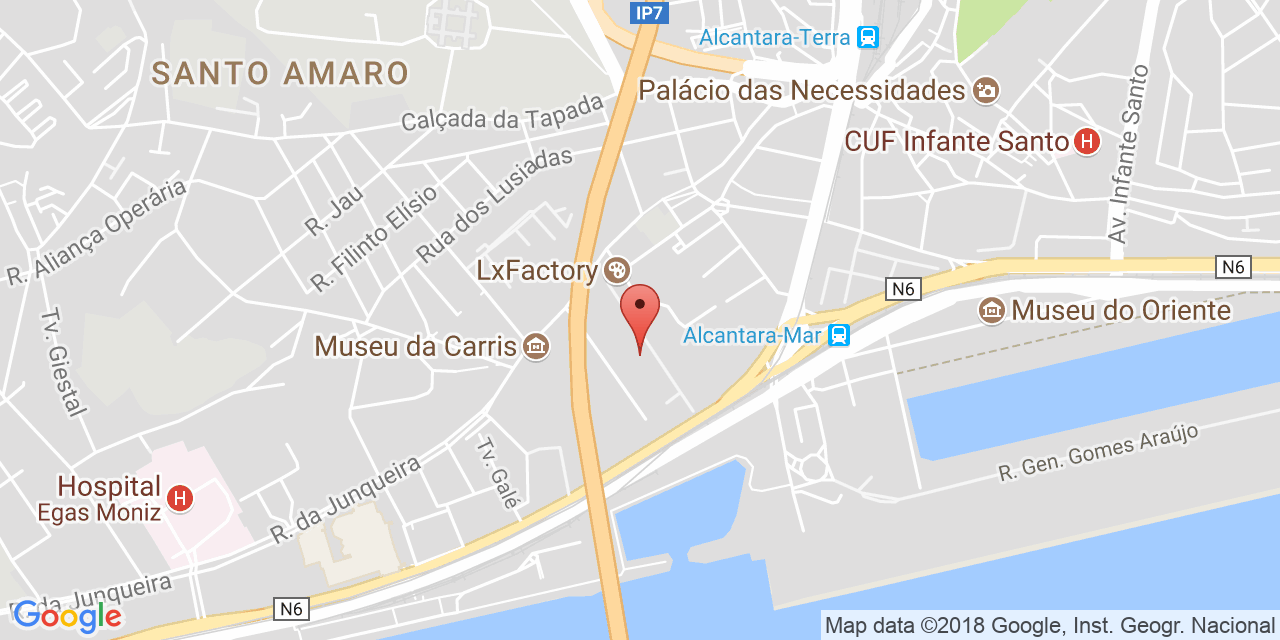 IP7
Alcantara-Terra
SANTO AMARO
Palácio das Necessidades
Calçada da Tapada
CUF Infante Santo
H
Av. Infante Santo
Rua dos Lusiadas
R. Jau
R. Filinto Elísio
R. Aliança Operária
LxFactory
N6
N6
Museu do Oriente
Alcantara-Mar
Museu da Carris
Tv. Giestal
R. Gen. Gomes Araújo
Tv. Galé
R. da Junqueira
Hospital
Egas Moniz
H
R. da Junqueira
N6
Google
Map data ©2018 Google, Inst. Geogr. Nacional